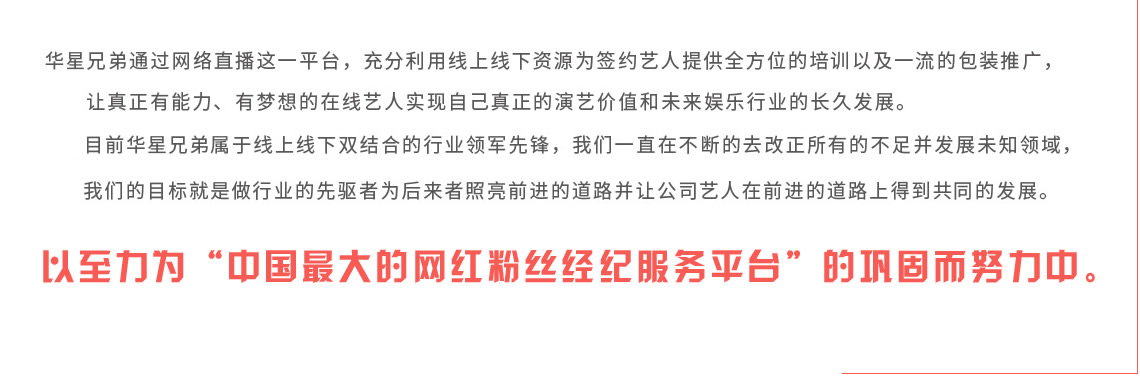 华星兄弟通过网络直播这一平台，充分利用线上线下资源为签约艺人提供全方位的培训以及一流的包装推广，
让真正有能力、有梦想的在线艺人实现自己真正的演艺价值和未来娱乐行业的长久发展。
目前华星兄弟属于线上线下双结合的行业领军先锋，我们一直在不断的去改正所有的不足并发展未知领域，
我们的目标就是做行业的先驱者为后来者照亮前进的道路并让公司艺人在前进的道路上得到共同的发展。
以至力为“中国最大的网红粉丝经纪服务平台”的巩固而努力中。